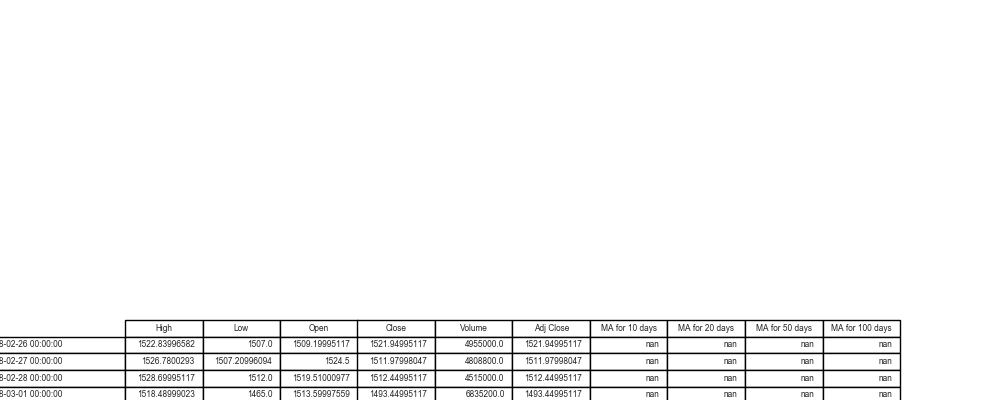 High Low Open Close Volume Adj Close MA for 10 days MA for 20 days MA for 50 days MA for 100 days
8-02-26 00:00:00 1522.83996582 1507.0 1509.19995117 1521.94995117 4955000.0 1521.94995117 nan nan nan nan
8-02-27 00:00:00 1526.7800293 1507.20996094 1524.5 1511.97998047 4808800.0 1511.97998047 nan nan nan nan
8-02-28 00:00:00 1528.69995117 1512.0 1519.51000977 1512.44995117 4515000.0 1512.44995117 nan nan nan nan
8-03-01 00:00:00 1518.48999023 1465.0 1513.59997559 1493.44995117 6835200.0 1493.44995117 nan nan nan nan